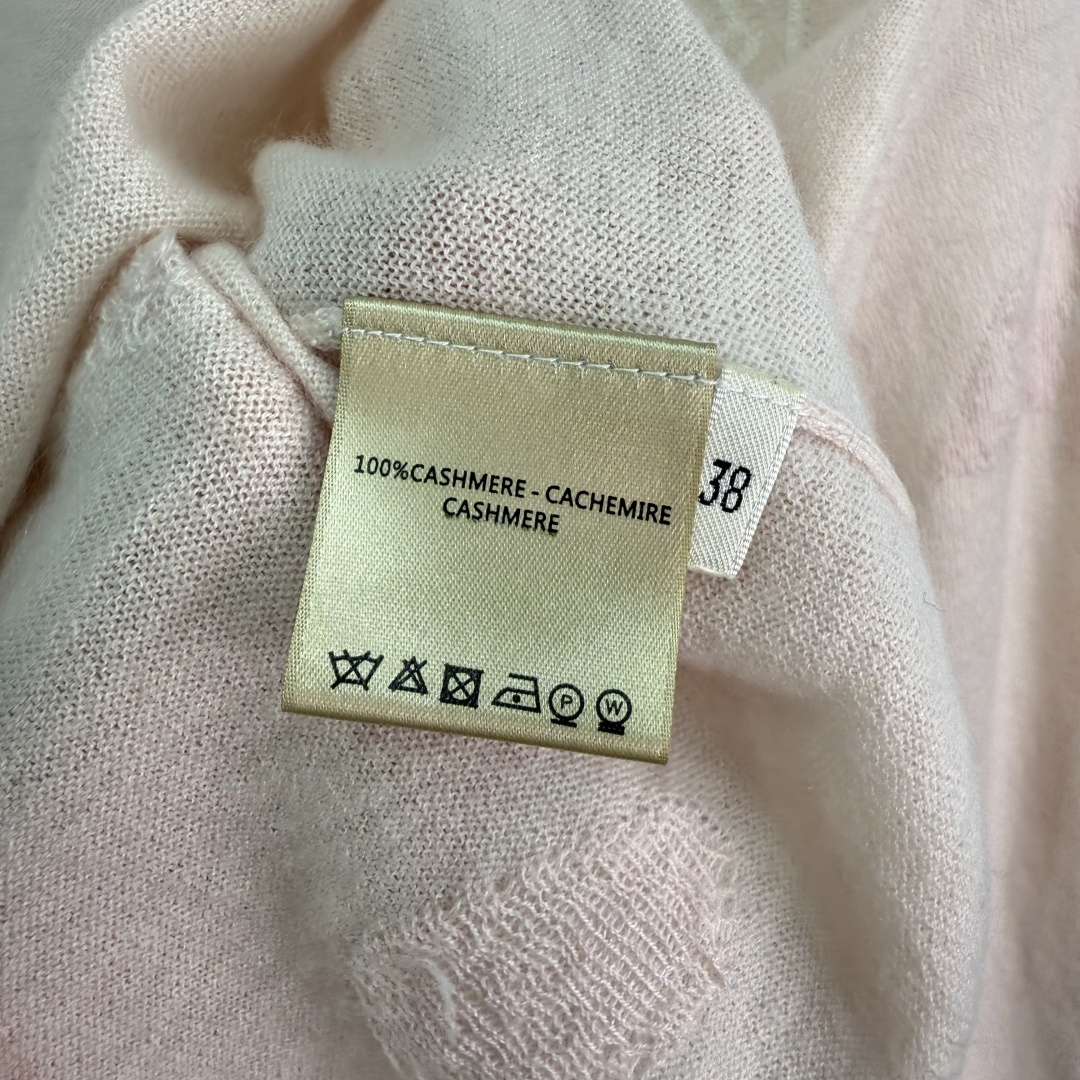 100%CASHMERE - CACHEMIRE
CASHMERE
38
P W